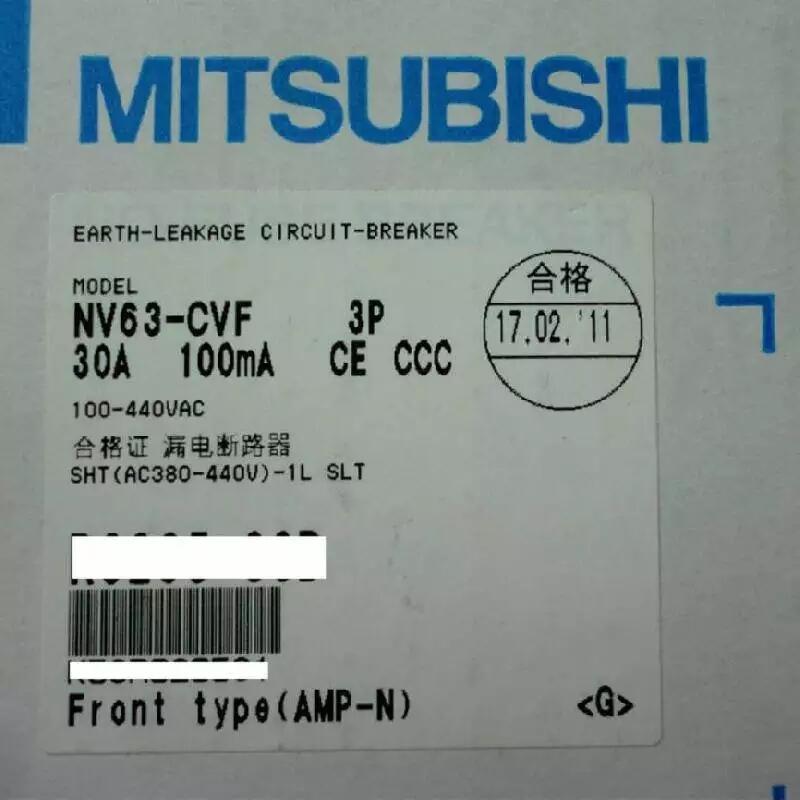 MITSUBISHI
EARTH-LEAKAGE CIRCUIT-BREAKER
MODEL
NV63-CVF 3P
30A 100mA CE CCC
合格
17.02.'11
100-440VAC
合格证 漏电断路器
SHT(AC380-440V)-1L SLT
Front type(AMP-N)
<G>